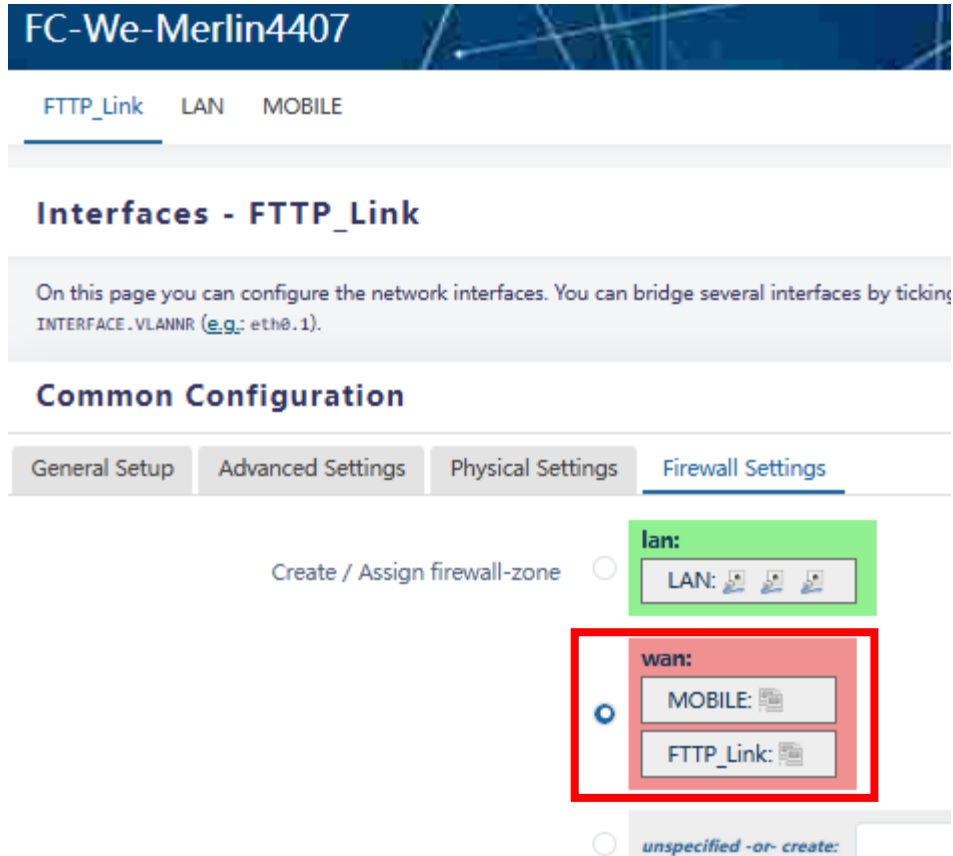 FC-We-Merlin4407
FTTP_Link LAN MOBILE
Interfaces - FTTP_Link
On this page you can configure the network interfaces. You can bridge several interfaces by ticking
INTERFACE.VLANNR (e.g.: eth0.1).
Common Configuration
General Setup Advanced Settings Physical Settings Firewall Settings
Create / Assign firewall-zone
lan:
LAN:
wan:
MOBILE:
FTTP_Link:
unspecified -or- create: